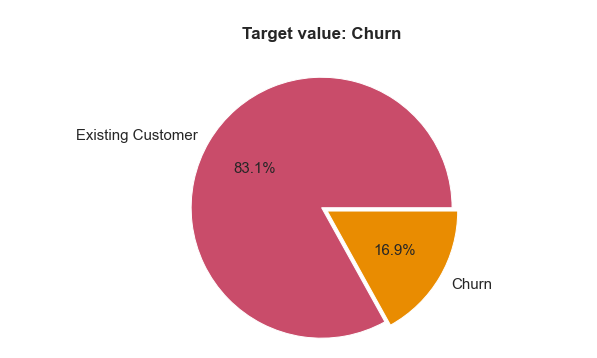 Target value: Churn
Existing Customer
83.1%
16.9%
Churn